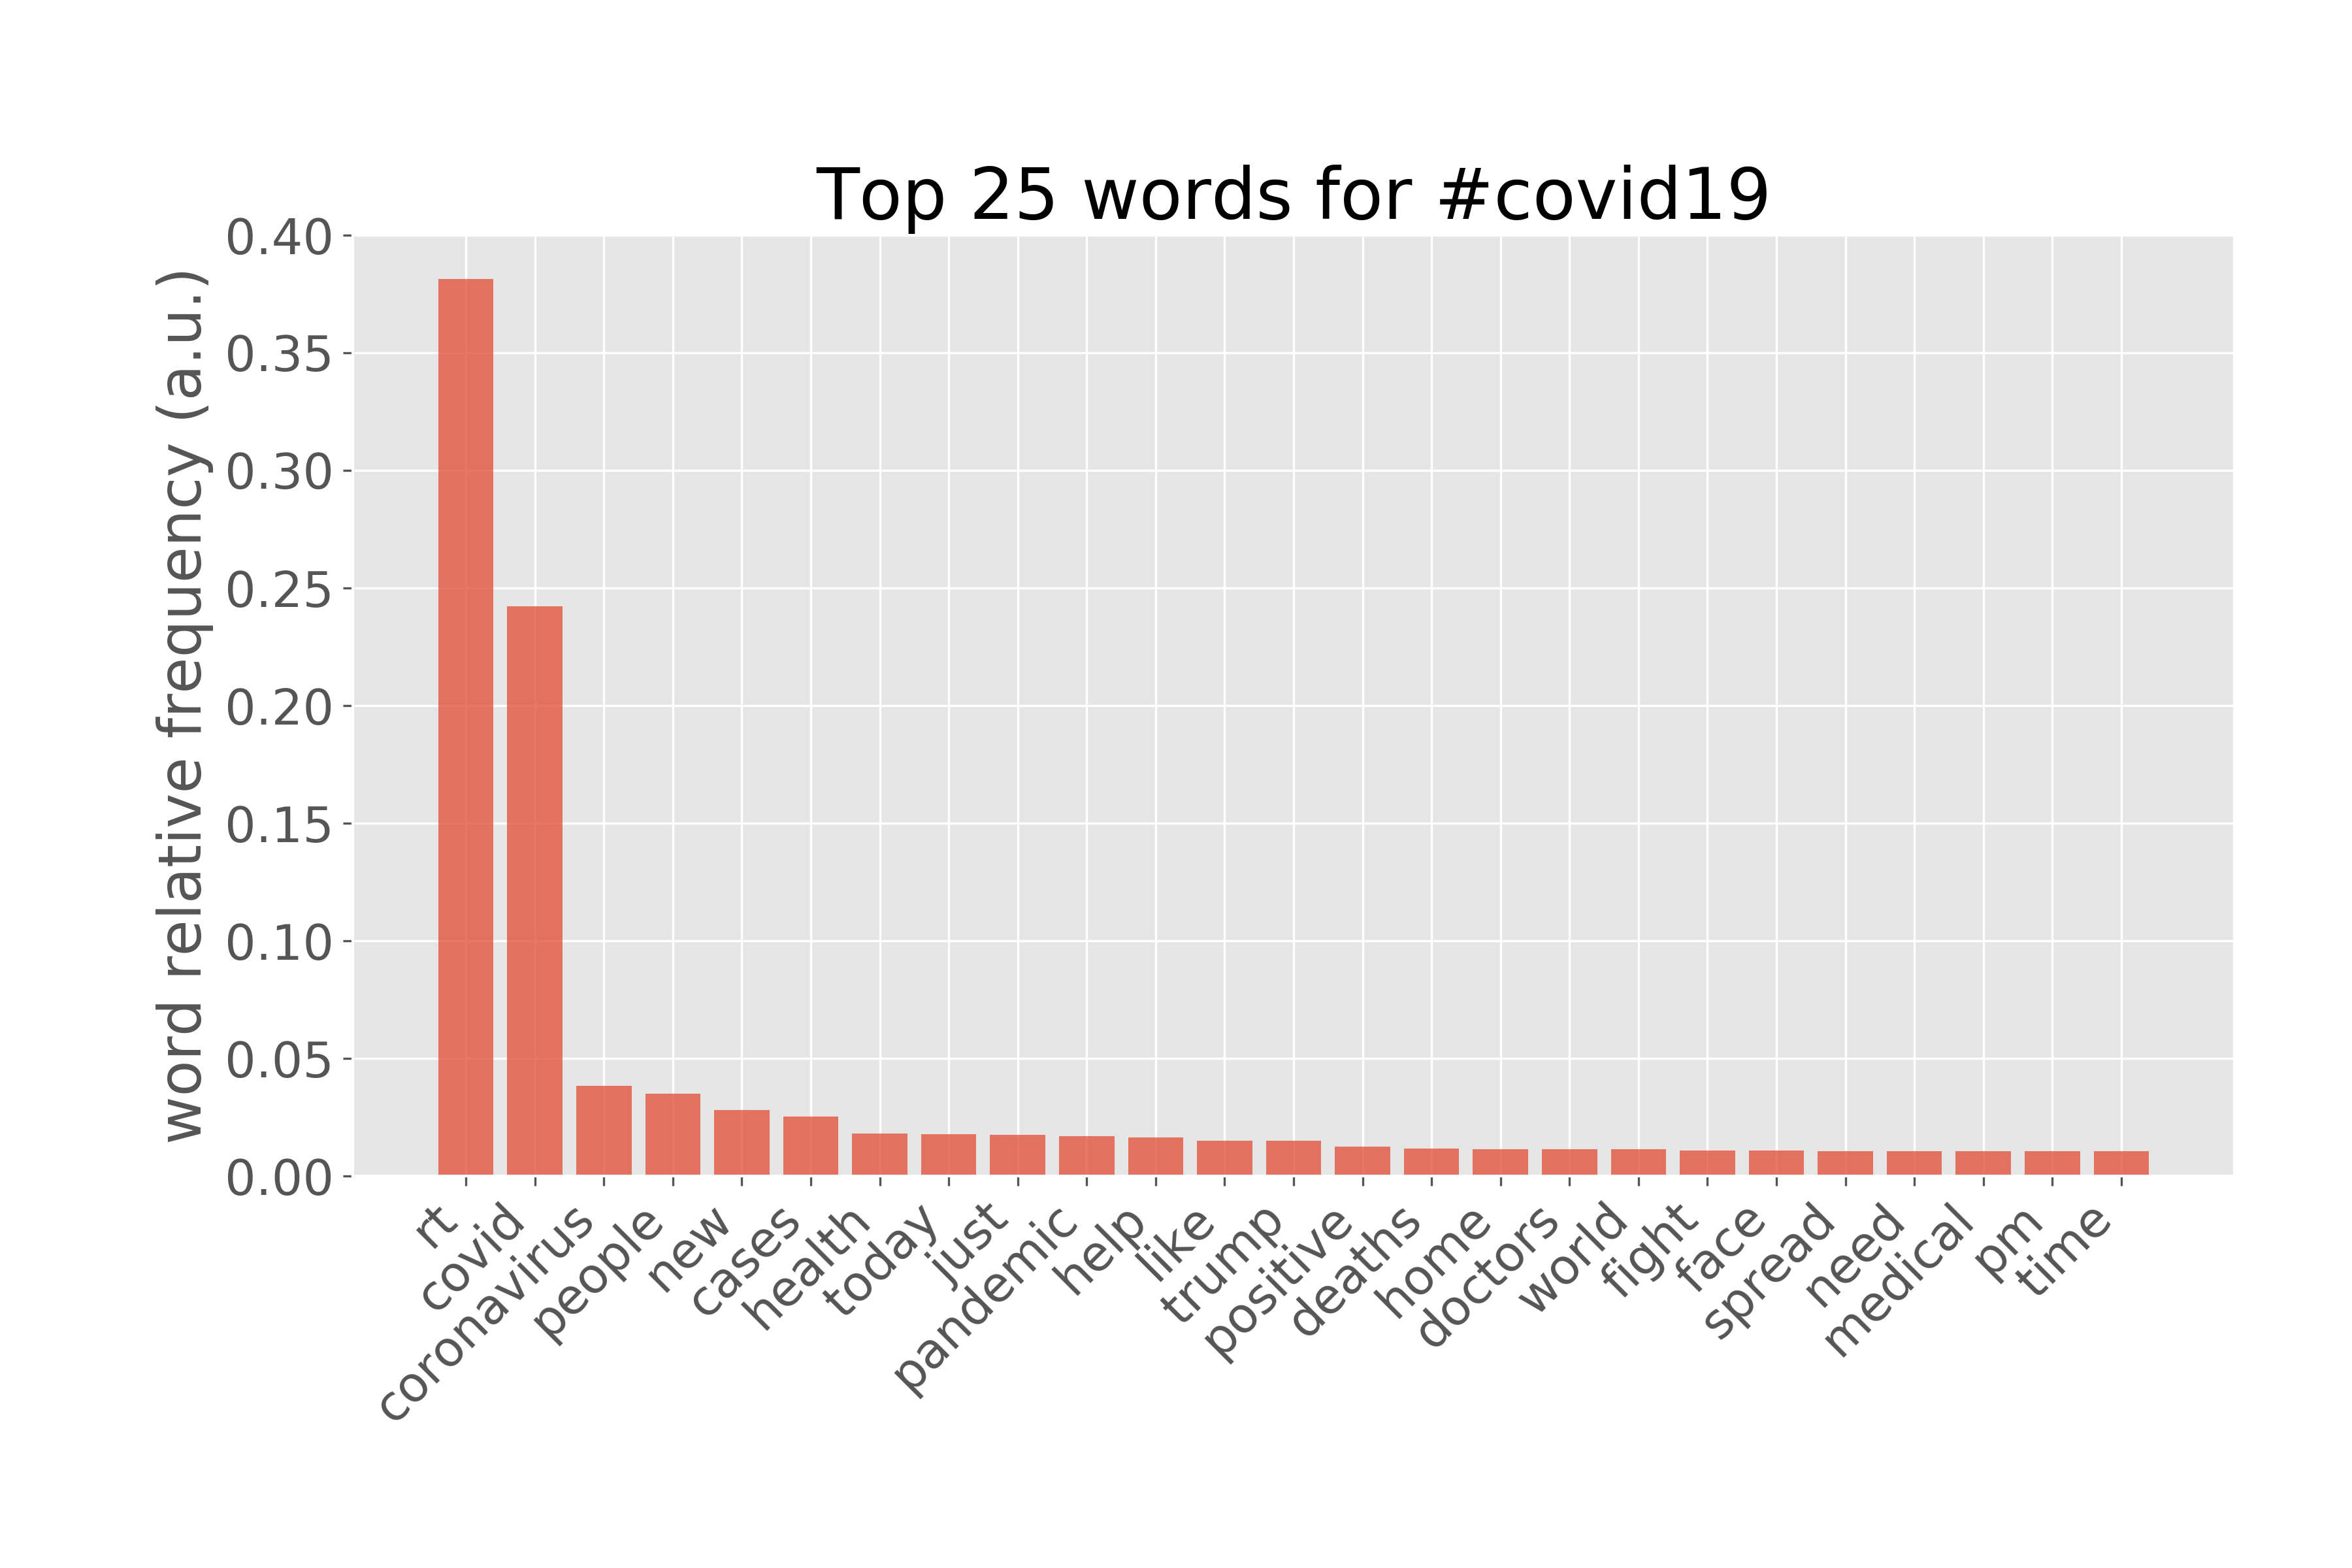 Top 25 words for #covid19
word relative frequency (a.u.)
0.40
0.35
0.30
0.25
0.20
0.15
0.10
0.05
0.00
rt
covid
coronavirus
people
new
cases
health
today
just
pandemic
help
like
trump
positive
deaths
home
doctors
world
fight
face
spread
need
medical
pm
time